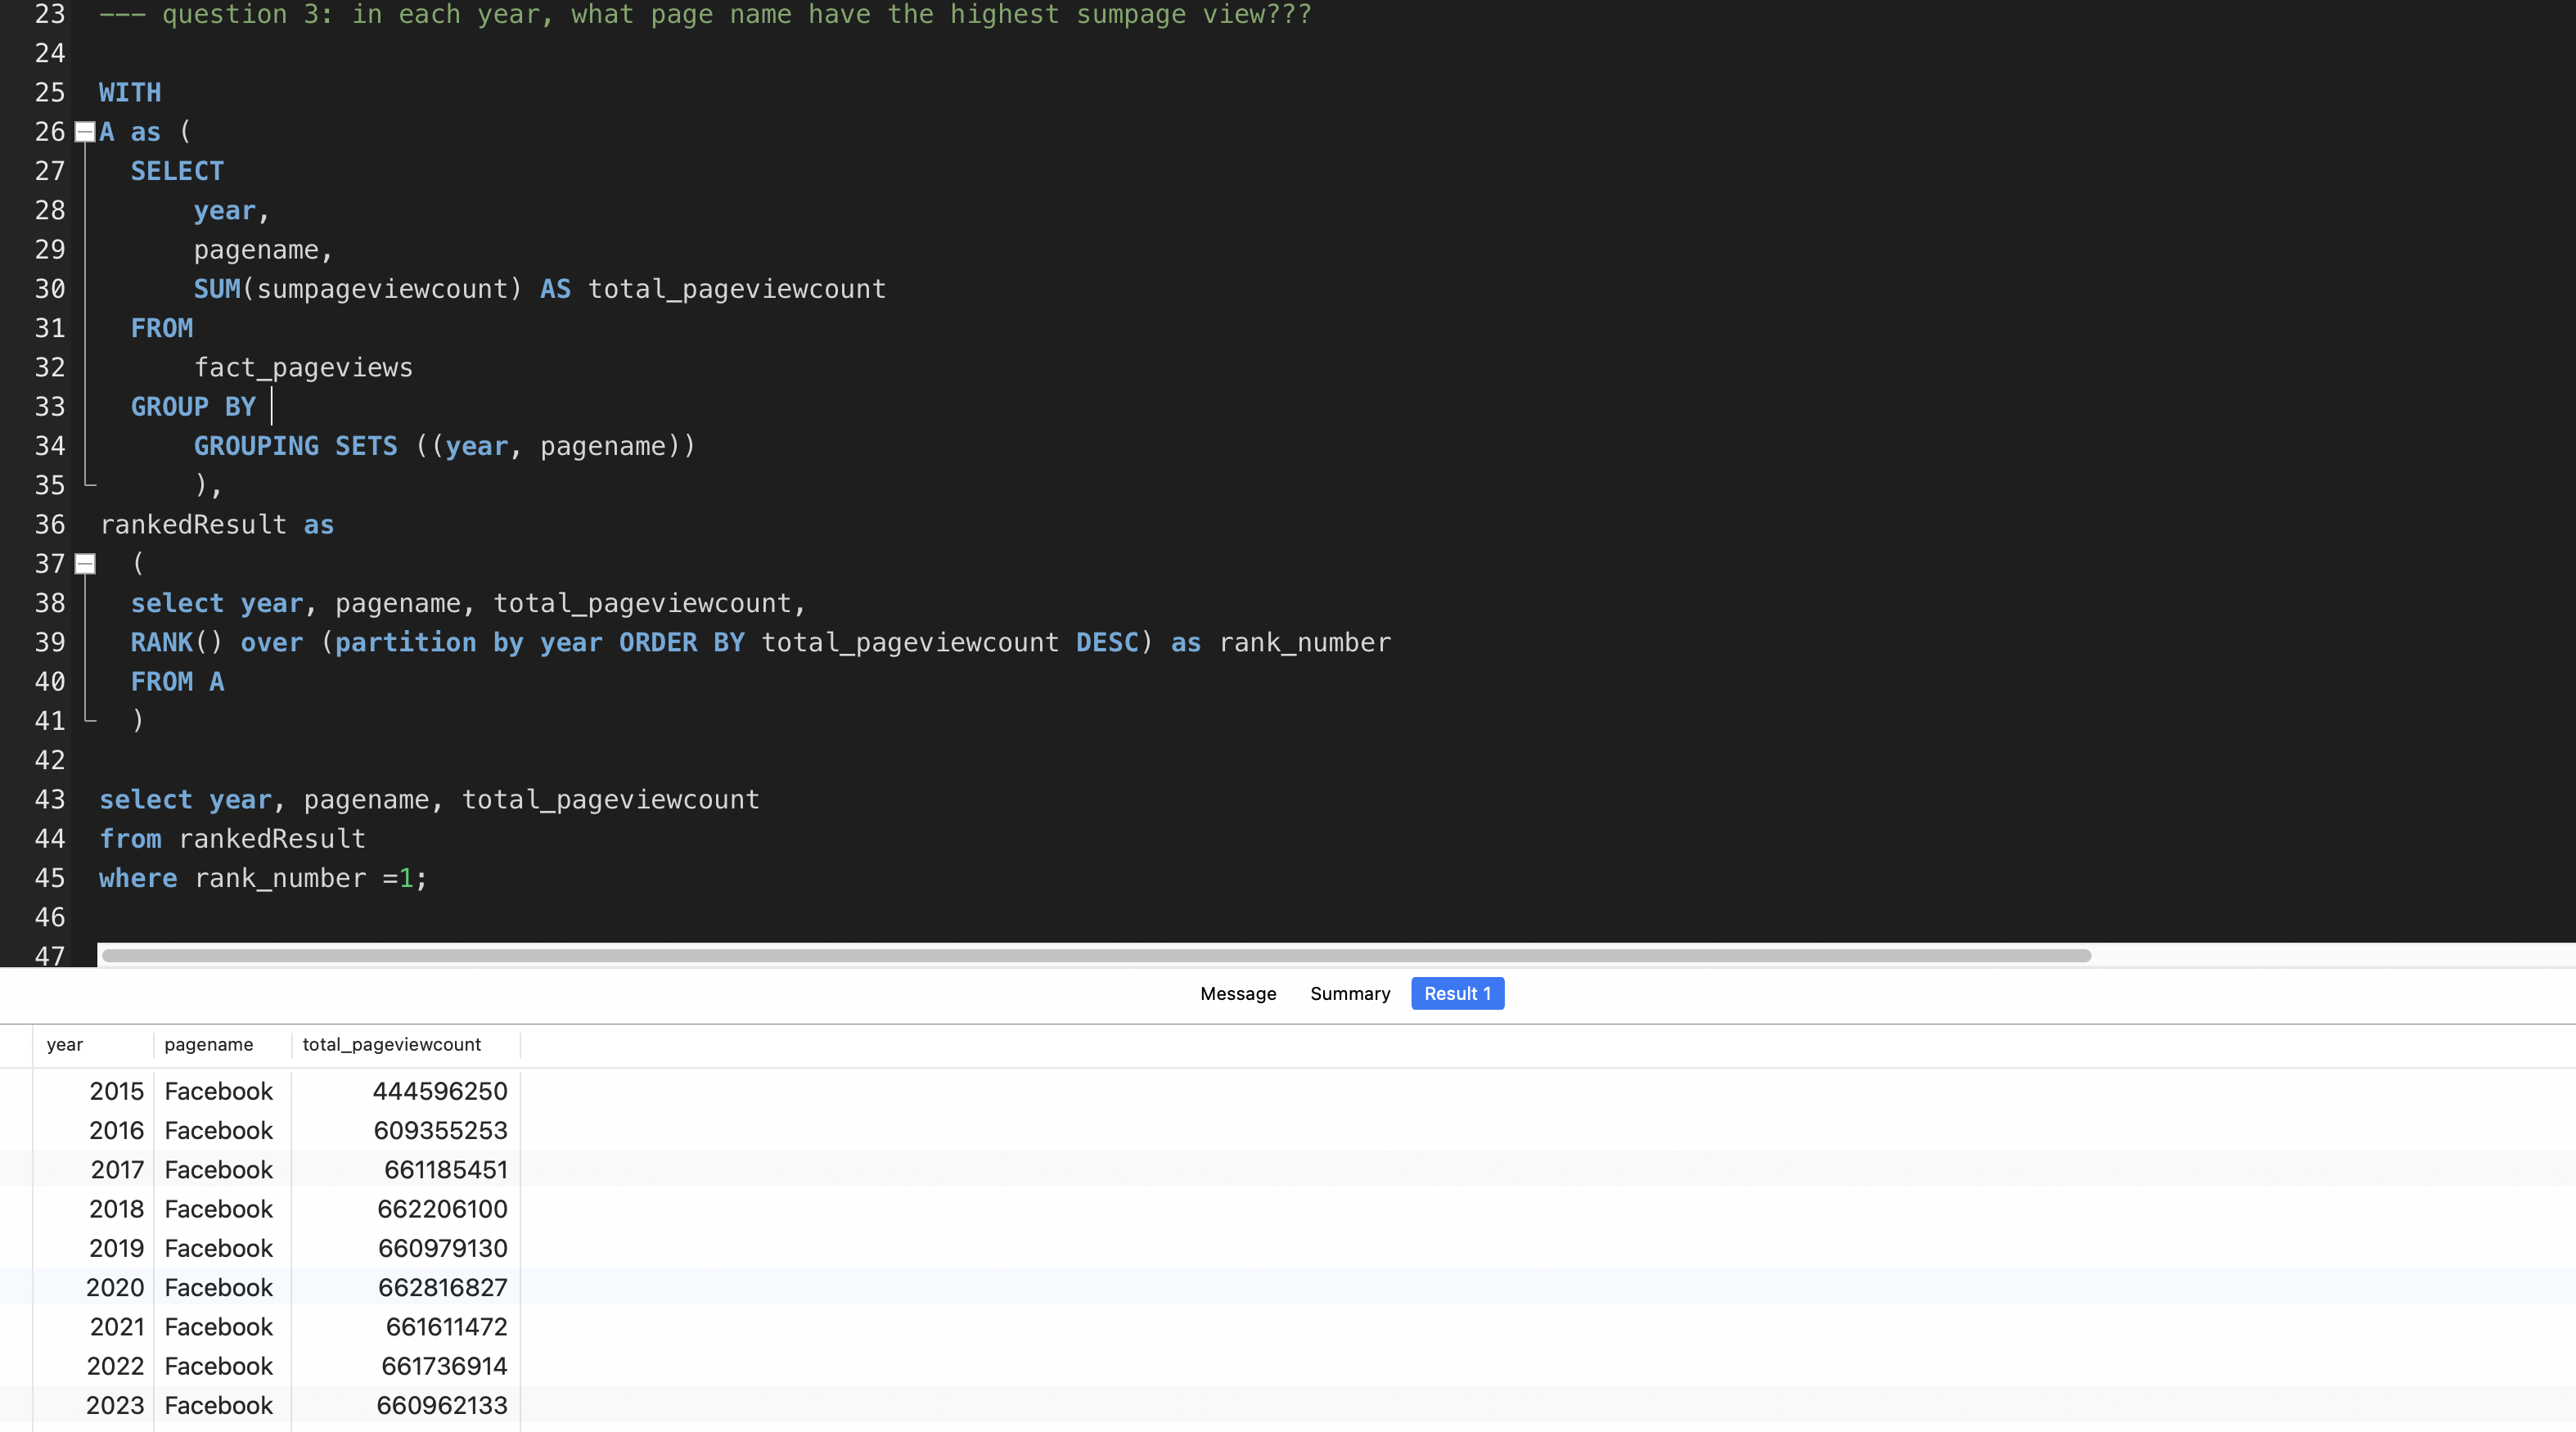 23 --- question 3: in each year, what page name have the highest sumpage view???
24
25 WITH
26 A as (
27 SELECT
28 year,
29 pagename,
30 SUM(sumpageviewcount) AS total_pageviewcount
31 FROM
32 fact_pageviews
33 GROUP BY
34 GROUPING SETS ((year, pagename))
35 ),
36 rankedResult as
37 (
38 select year, pagename, total_pageviewcount,
39 RANK() over (partition by year ORDER BY total_pageviewcount DESC) as rank_number
40 FROM A
41 )
42
43 select year, pagename, total_pageviewcount
44 from rankedResult
45 where rank_number =1;
46
47
Message Summary Result 1
year pagename total_pageviewcount
2015 Facebook 444596250
2016 Facebook 609355253
2017 Facebook 661185451
2018 Facebook 662206100
2019 Facebook 660979130
2020 Facebook 662816827
2021 Facebook 661611472
2022 Facebook 661736914
2023 Facebook 660962133